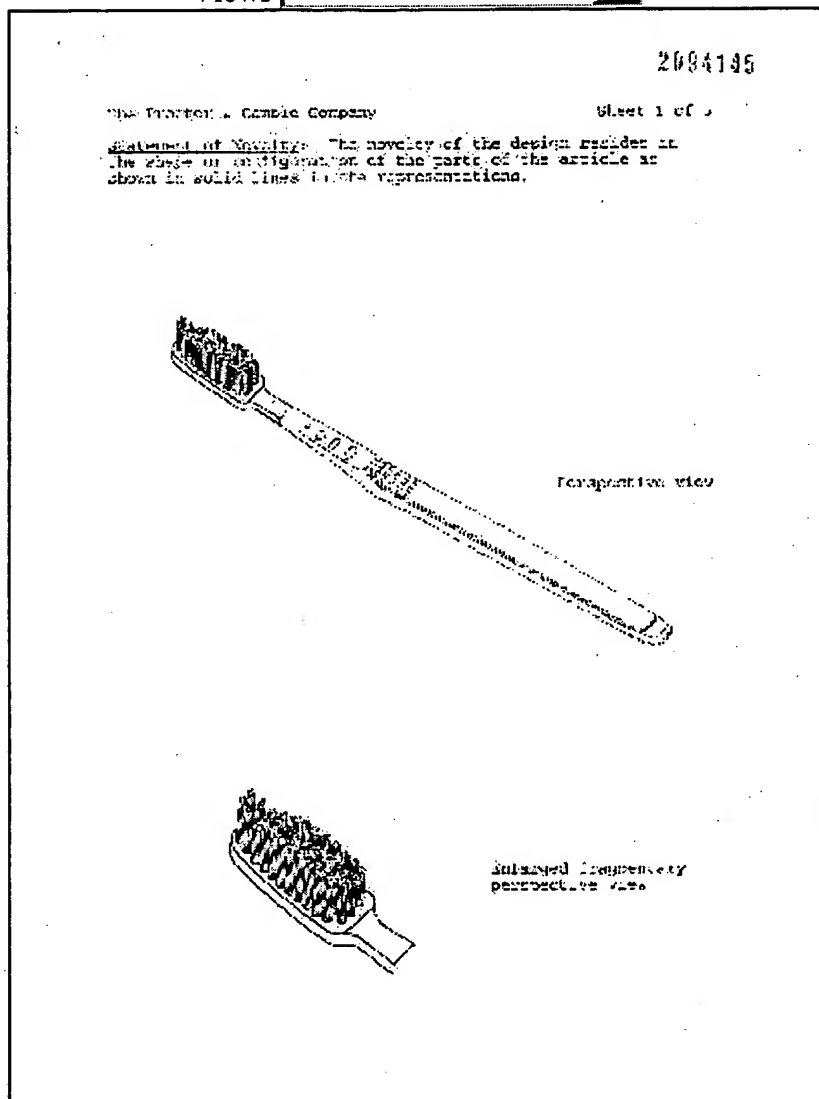 2094145
The Procter & Gamble Company
Sheet 1 of
Statement of Novelty: The novelty of the design resides in
the shape or configuration of the parts of the article as
shown in solid lines in the representations.
Perspective view
Enlarged fragmentary
perspective view